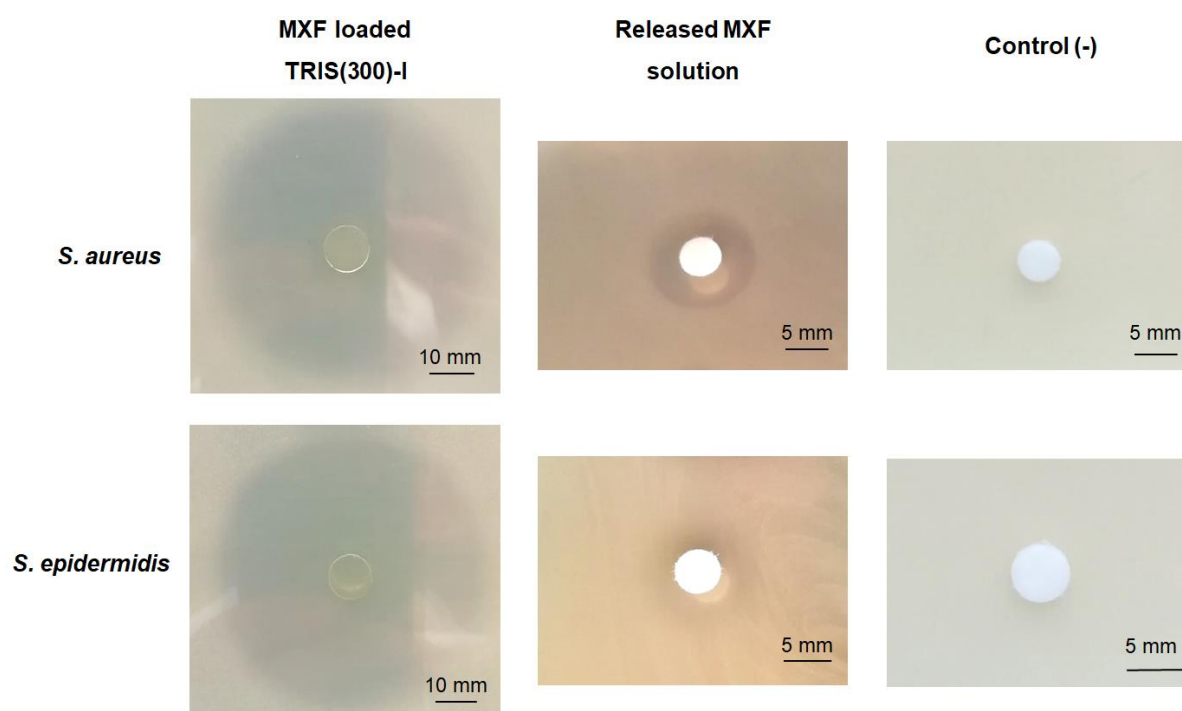 MXF loaded
TRIS(300)-I
Released MXF
solution
Control (-)
S. aureus
10 mm
5 mm
5 mm
S. epidermidis
10 mm
5 mm
5 mm